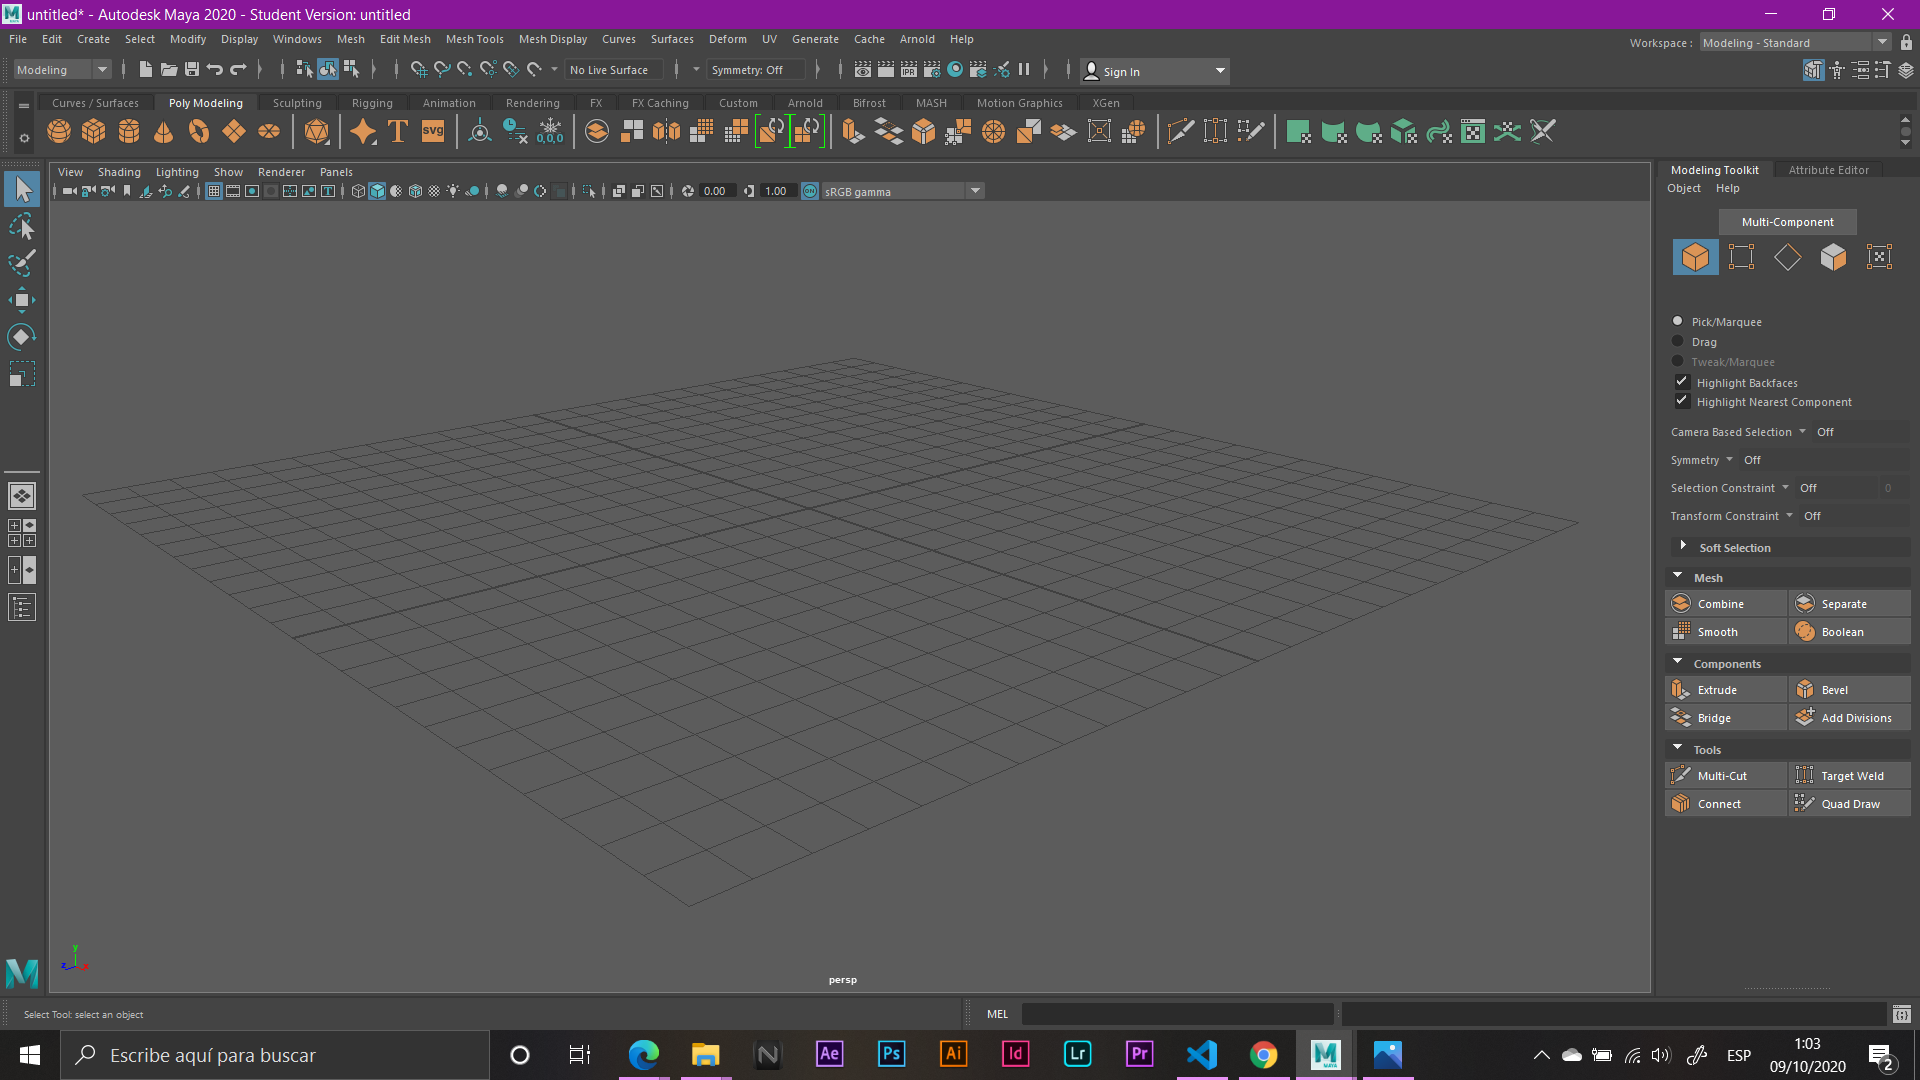 untitled* - Autodesk Maya 2020 - Student Version: untitled
File Edit Create Select Modify Display Windows Mesh Edit Mesh Mesh Tools Mesh Display Curves Surfaces Deform UV Generate Cache Arnold Help
Workspace : Modeling - Standard
Modeling No Live Surface Symmetry: Off IPR Sign In
Curves / Surfaces Poly Modeling Sculpting Rigging Animation Rendering FX FX Caching Custom Arnold Bifrost MASH Motion Graphics XGen
T svg 0,0,0
View Shading Lighting Show Renderer Panels
0.00 1.00 ON sRGB gamma
Modeling Toolkit Attribute Editor
Object Help
Multi-Component
Pick/Marquee
Drag
Tweak/Marquee
Highlight Backfaces
Highlight Nearest Component
Camera Based Selection Off
Symmetry Off
Selection Constraint Off 0
Transform Constraint Off
Soft Selection
Mesh
Combine Separate
Smooth Boolean
Components
Extrude Bevel
Bridge Add Divisions
Tools
Multi-Cut Target Weld
Connect Quad Draw
y
z x
persp
M
Select Tool: select an object
MEL
Escribe aquí para buscar
N Ae Ps Ai Id Lr Pr M MAYA
ESP
1:03
09/10/2020
2